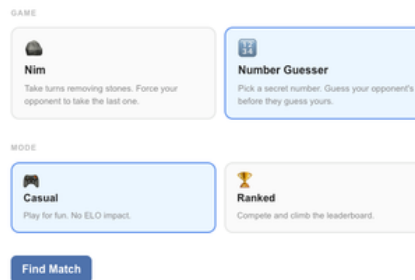 GAME
Nim
Take turns removing stones. Force your
opponent to take the last one.
Number Guesser
Pick a secret number. Guess your opponent's
before they guess yours.
MODE
Casual
Play for fun. No ELO impact.
Ranked
Compete and climb the leaderboard.
Find Match